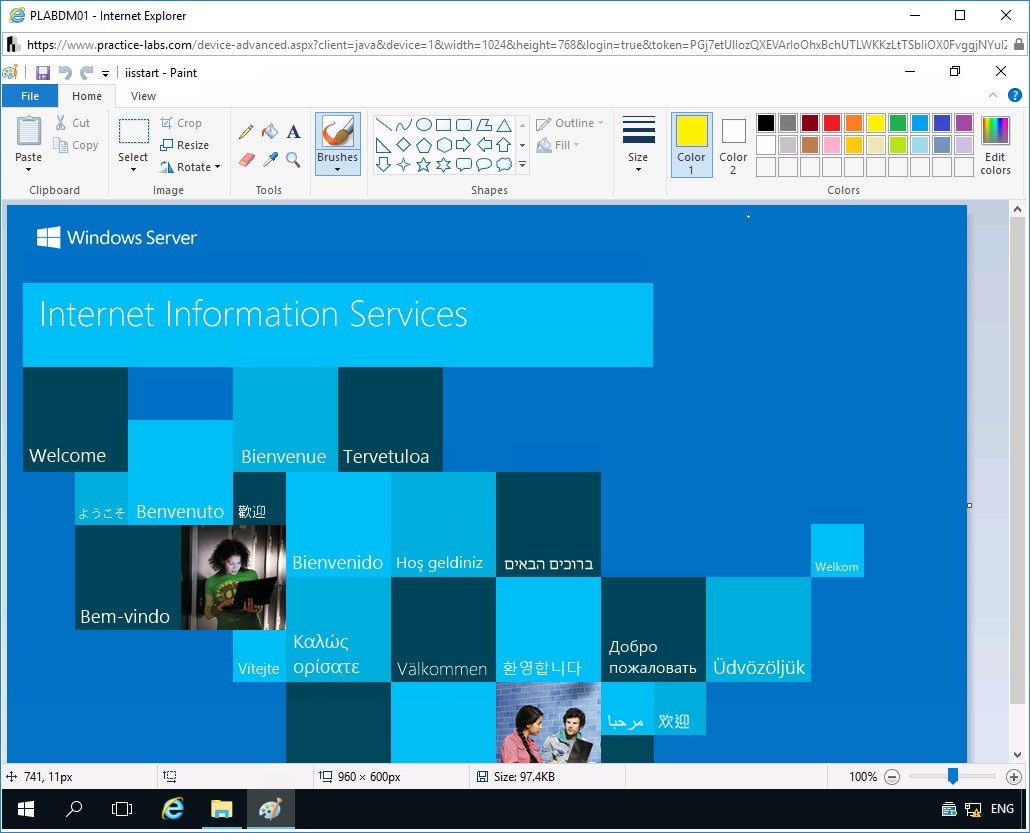 PLABDM01 - Internet Explorer
https://www.practice-labs.com/device-advanced.aspx?client=java&device=1&width=1024&height=768&login=true&token=
iisstart - Paint
File Home View
Paste
Cut
Copy
Clipboard
Select
Crop
Resize
Rotate
Image
A
Tools
Brushes
Outline
Fill
Shapes
Size
Color 1
Color 2
Edit colors
Colors
Windows Server
Internet Information Services
Welcome
Bienvenue
Tervetuloa
ようこそ
Benvenuto
歡迎
Bienvenido
Hoş geldiniz
ברוכים הבאים
Welkom
Bem-vindo
Vítejte
Καλώς
ορίσατε
Välkommen
환영합니다
Добро
пожаловать
Üdvözöljük
مرحبا
欢迎
741, 11px
960 × 600px
Size: 97.4KB
100%
ENG